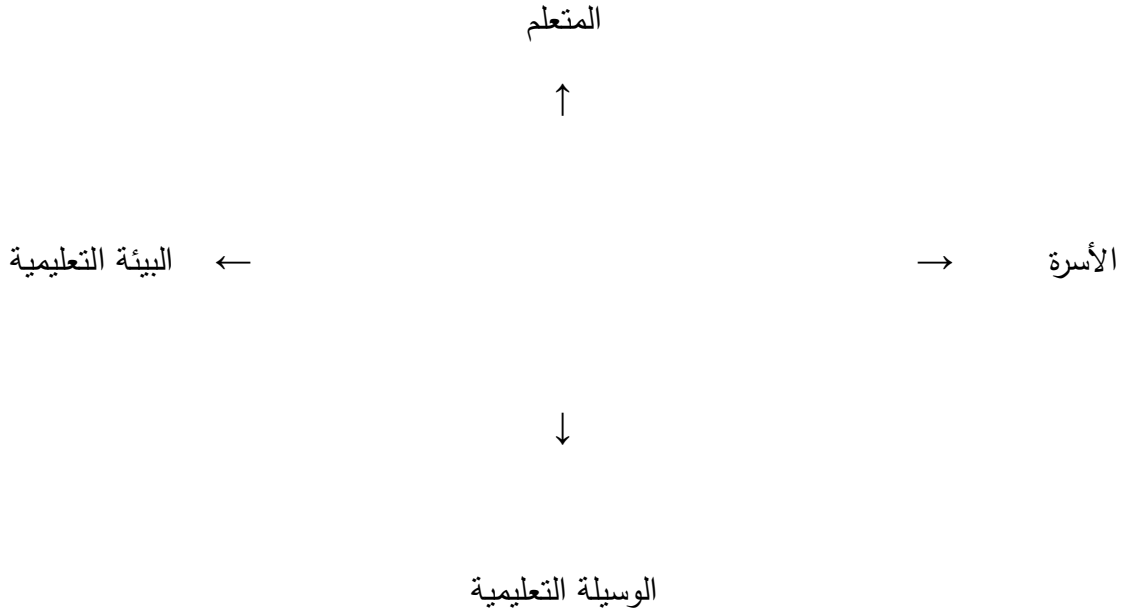 المتعلم
↑
الأسرة → ← البيئة التعليمية
↓
الوسيلة التعليمية